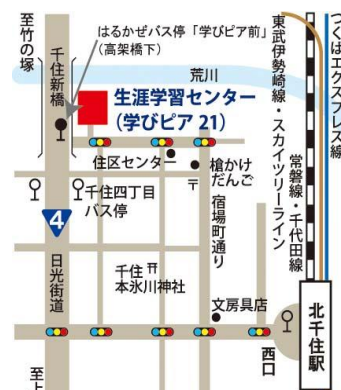 至竹の塚
千住新橋
はるかぜバス停「学びピア前」
(高架橋下)
荒川
生涯学習センター
(学びピア 21)
東武伊勢崎線・スカイツリーライン
常磐線・千代田線
つくばエクスプレス線
住区センター
槍かけ
だんご
千住四丁目
バス停
〒
4
宿場町通り
日光街道
千住
本氷川神社
文房具店
北千住駅
西口
至上